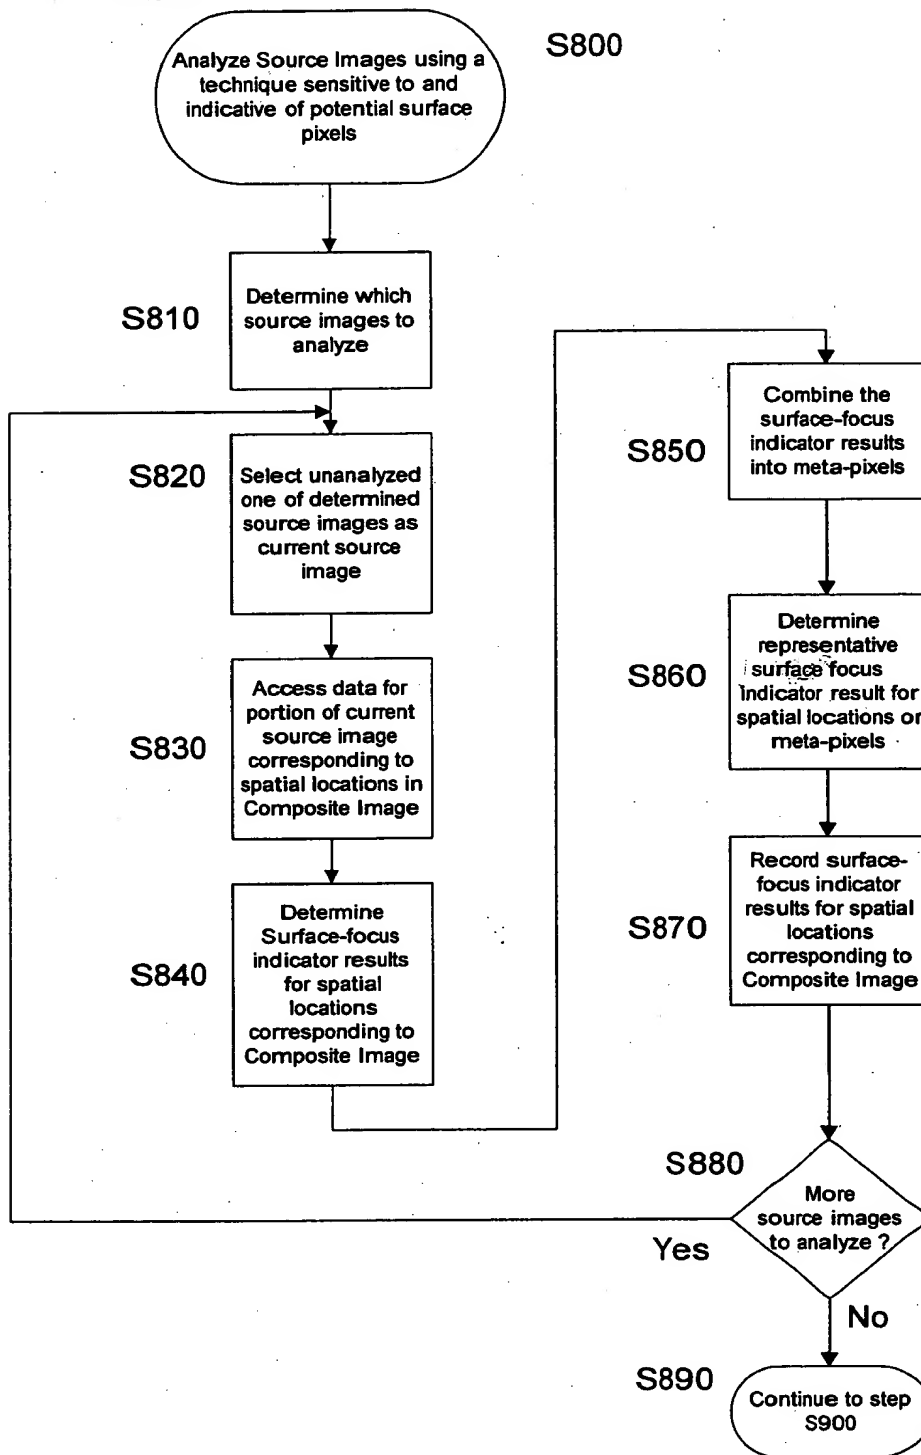 S800
Analyze Source Images using a
technique sensitive to and
indicative of potential surface
pixels
S810
Determine which
source images to
analyze
S820
Select unanalyzed
one of determined
source images as
current source
image
S830
Access data for
portion of current
source image
corresponding to
spatial locations in
Composite Image
S840
Determine
Surface-focus
indicator results
for spatial
locations
corresponding to
Composite Image
S850
Combine the
surface-focus
indicator results
into meta-pixels
S860
Determine
representative
surface focus
indicator result for
spatial locations or
meta-pixels
S870
Record surface-
focus indicator
results for spatial
locations
corresponding to
Composite Image
S880
More
source images
to analyze ?
Yes
No
S890
Continue to step
S900